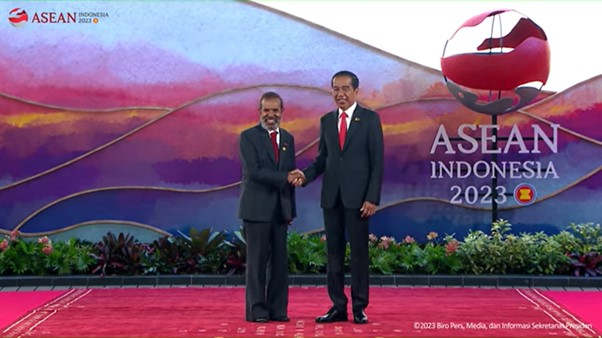 ASEAN INDONESIA
2023
ASEAN
INDONESIA
2023
©2023 Biro Pers, Media, dan Informasi Sekretariat Presiden